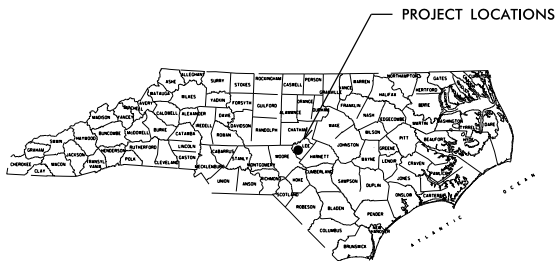 PROJECT LOCATIONS
ALLEGHANY
ASHE
SURRY
STOKES
ROCKINGHAM
CASWELL
PERSON
GRANVILLE
VANCE
WARREN
NORTHAMPTON
GATES
HERTFORD
HALIFAX
BERTIE
WATAUGA
WILKES
YADKIN
FORSYTH
GUILFORD
ALAMANCE
ORANGE
DURHAM
FRANKLIN
NASH
EDGECOMBE
MARTIN
WASHINGTON
TYRRELL
MITCHELL
AVERY
CALDWELL
ALEXANDER
IREDELL
DAVIE
DAVIDSON
RANDOLPH
CHATHAM
WAKE
WILSON
PITT
BEAUFORT
MADISON
YANCEY
BURKE
CATAWBA
ROWAN
LEE
JOHNSTON
GREENE
HAYWOOD
BUNCOMBE
McDOWELL
LINCOLN
CABARRUS
STANLY
MONTGOMERY
MOORE
HARNETT
WAYNE
LENOIR
CRAVEN
PAMLICO
GRAHAM
SWAIN
JACKSON
HENDERSON
RUTHERFORD
CLEVELAND
GASTON
MECKLENBURG
CHEROKEE
MACON
CLAY
TRANSYLVANIA
POLK
UNION
ANSON
RICHMOND
SCOTLAND
HOKE
CUMBERLAND
SAMPSON
DUPLIN
JONES
ONSLOW
CARTERET
ROBESON
BLADEN
PENDER
COLUMBUS
NEW HANOVER
BRUNSWICK
ATLANTIC OCEAN